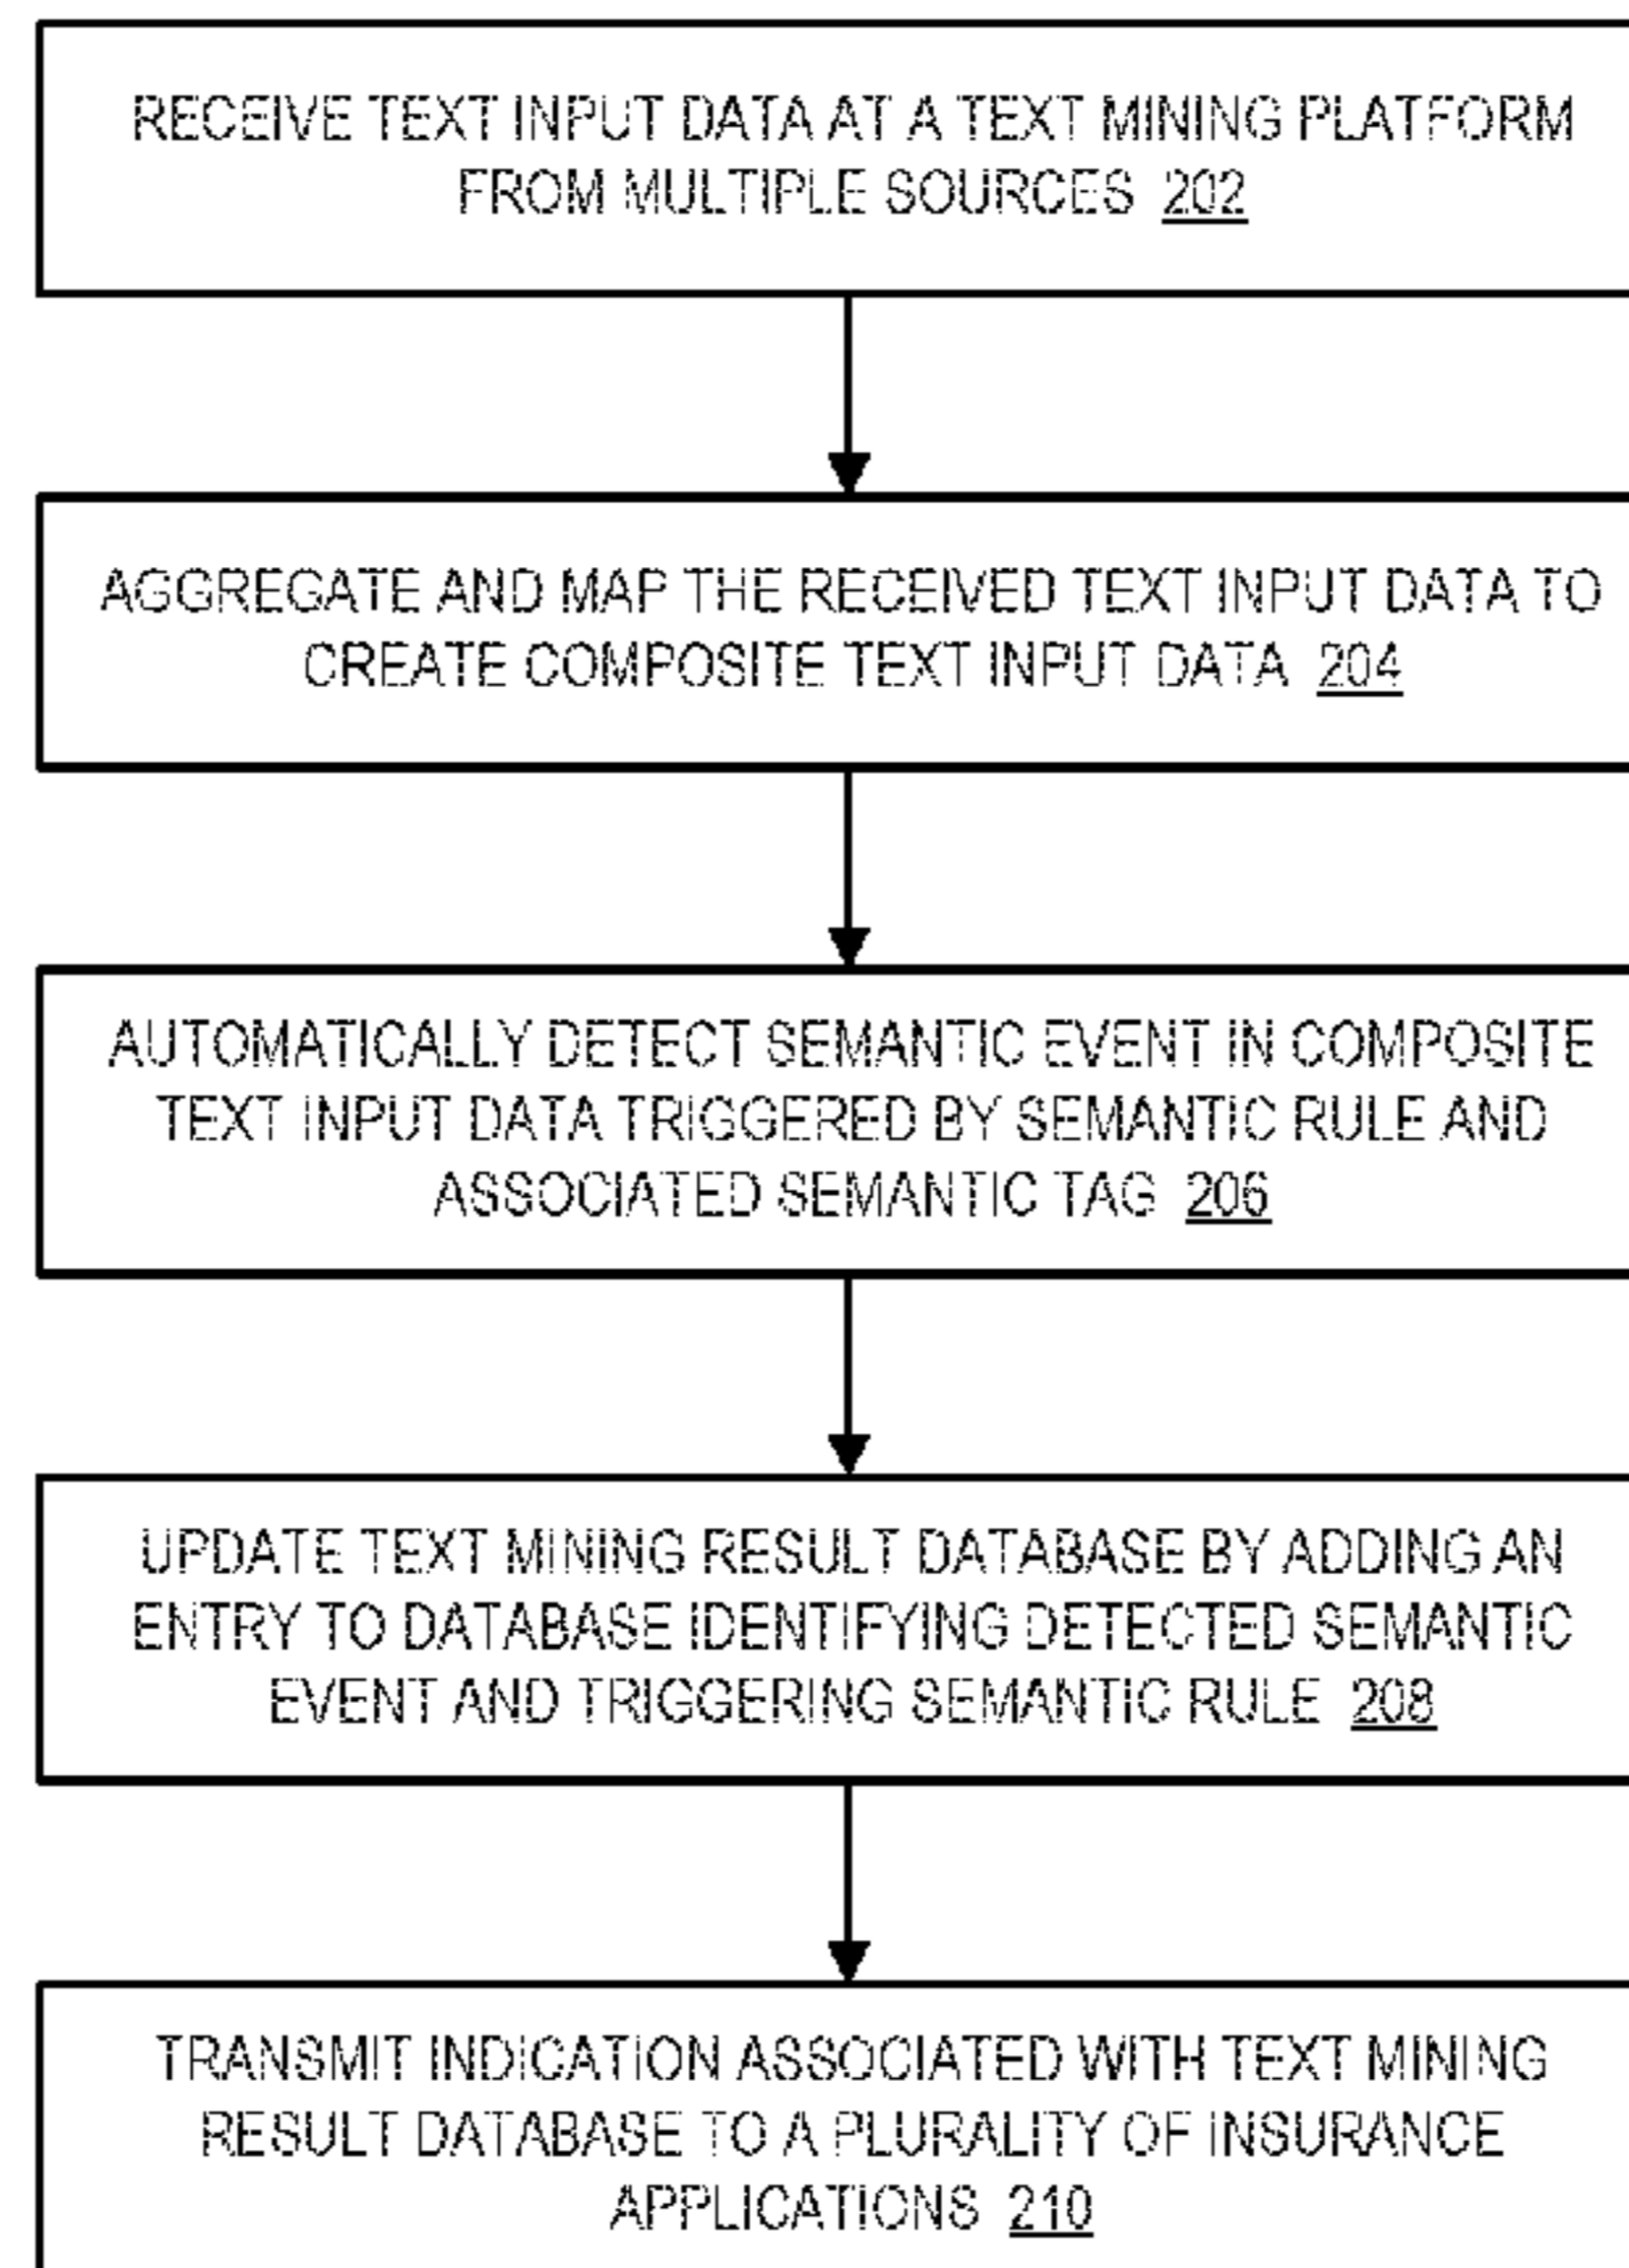 RECEIVE TEXT INPUT DATA AT A TEXT MINING PLATFORM
FROM MULTIPLE SOURCES 202
AGGREGATE AND MAP THE RECEIVED TEXT INPUT DATA TO
CREATE COMPOSITE TEXT INPUT DATA 204
AUTOMATICALLY DETECT SEMANTIC EVENT IN COMPOSITE
TEXT INPUT DATA TRIGGERED BY SEMANTIC RULE AND
ASSOCIATED SEMANTIC TAG 206
UPDATE TEXT MINING RESULT DATABASE BY ADDING AN
ENTRY TO DATABASE IDENTIFYING DETECTED SEMANTIC
EVENT AND TRIGGERING SEMANTIC RULE 208
TRANSMIT INDICATION ASSOCIATED WITH TEXT MINING
RESULT DATABASE TO A PLURALITY OF INSURANCE
APPLICATIONS 210